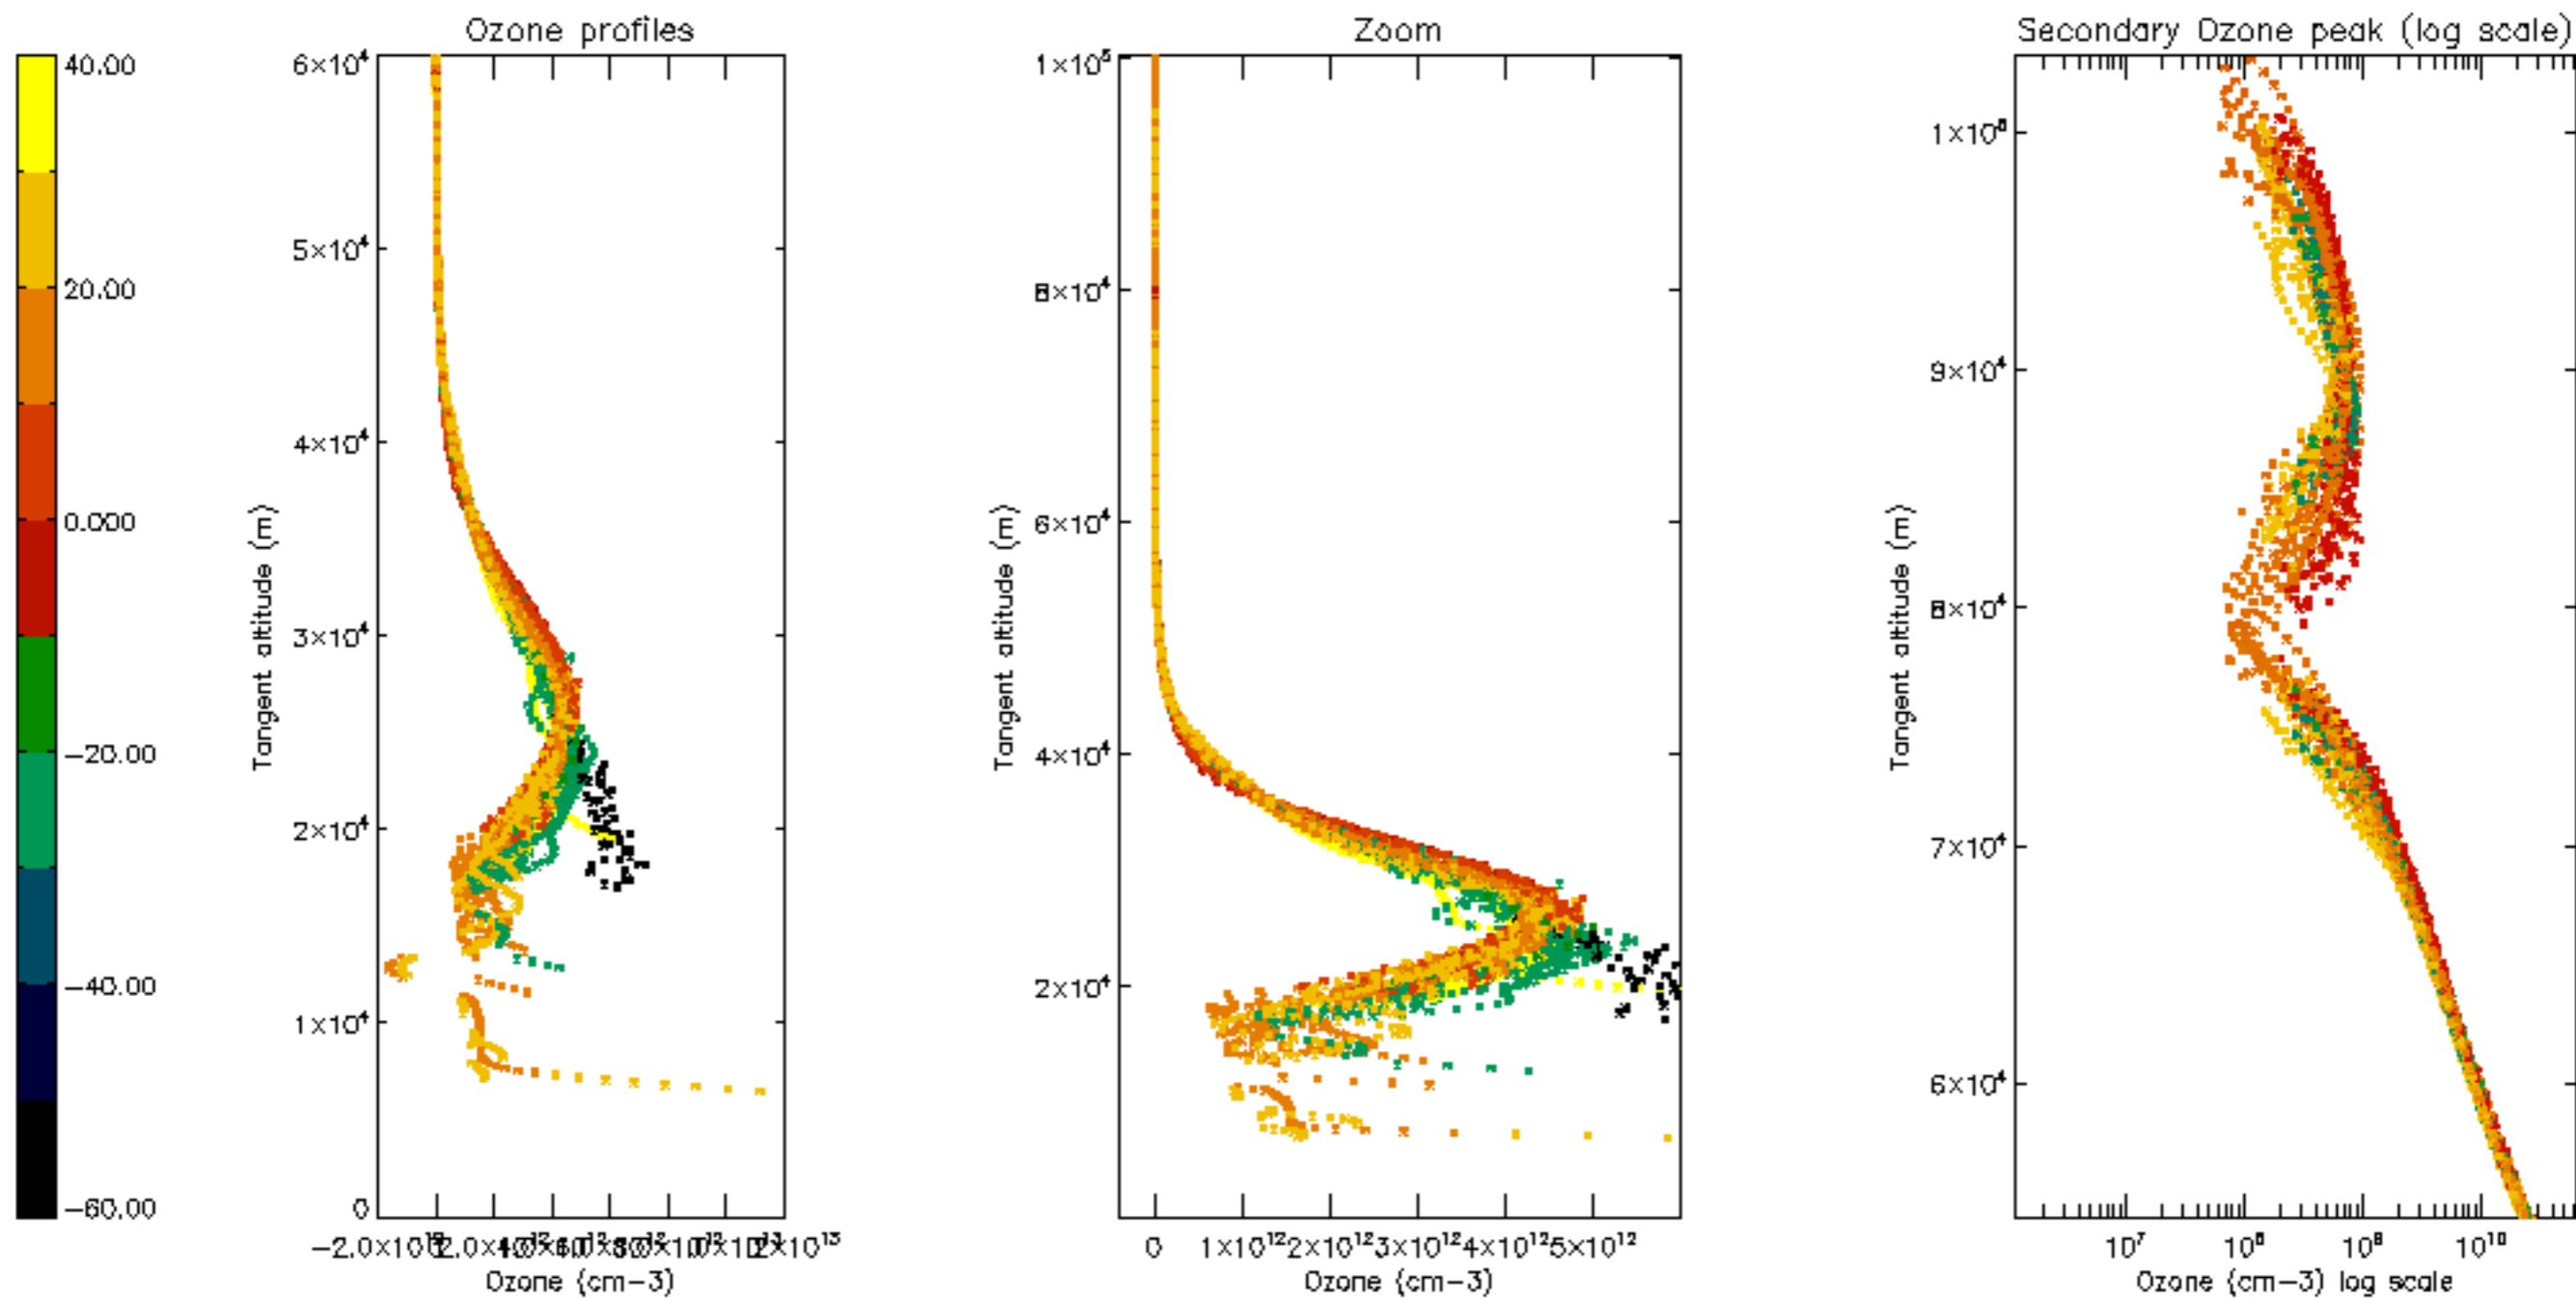 Ozone profiles
Zoom
Secondary Ozone peak (log scale)
40.00
20.00
0.000
−20.00
−40.00
−60.00
6×10⁴
5×10⁴
4×10⁴
3×10⁴
2×10⁴
1×10⁴
0
Tangent altitude (m)
Ozone (cm−3)
1×10⁵
8×10⁴
6×10⁴
4×10⁴
2×10⁴
Tangent altitude (m)
0 1×10¹² 2×10¹² 3×10¹² 4×10¹² 5×10¹²
Ozone (cm−3)
9×10⁴
8×10⁴
7×10⁴
6×10⁴
Tangent altitude (m)
10⁷ 10⁸ 10⁹ 10¹⁰
Ozone (cm−3) log scale